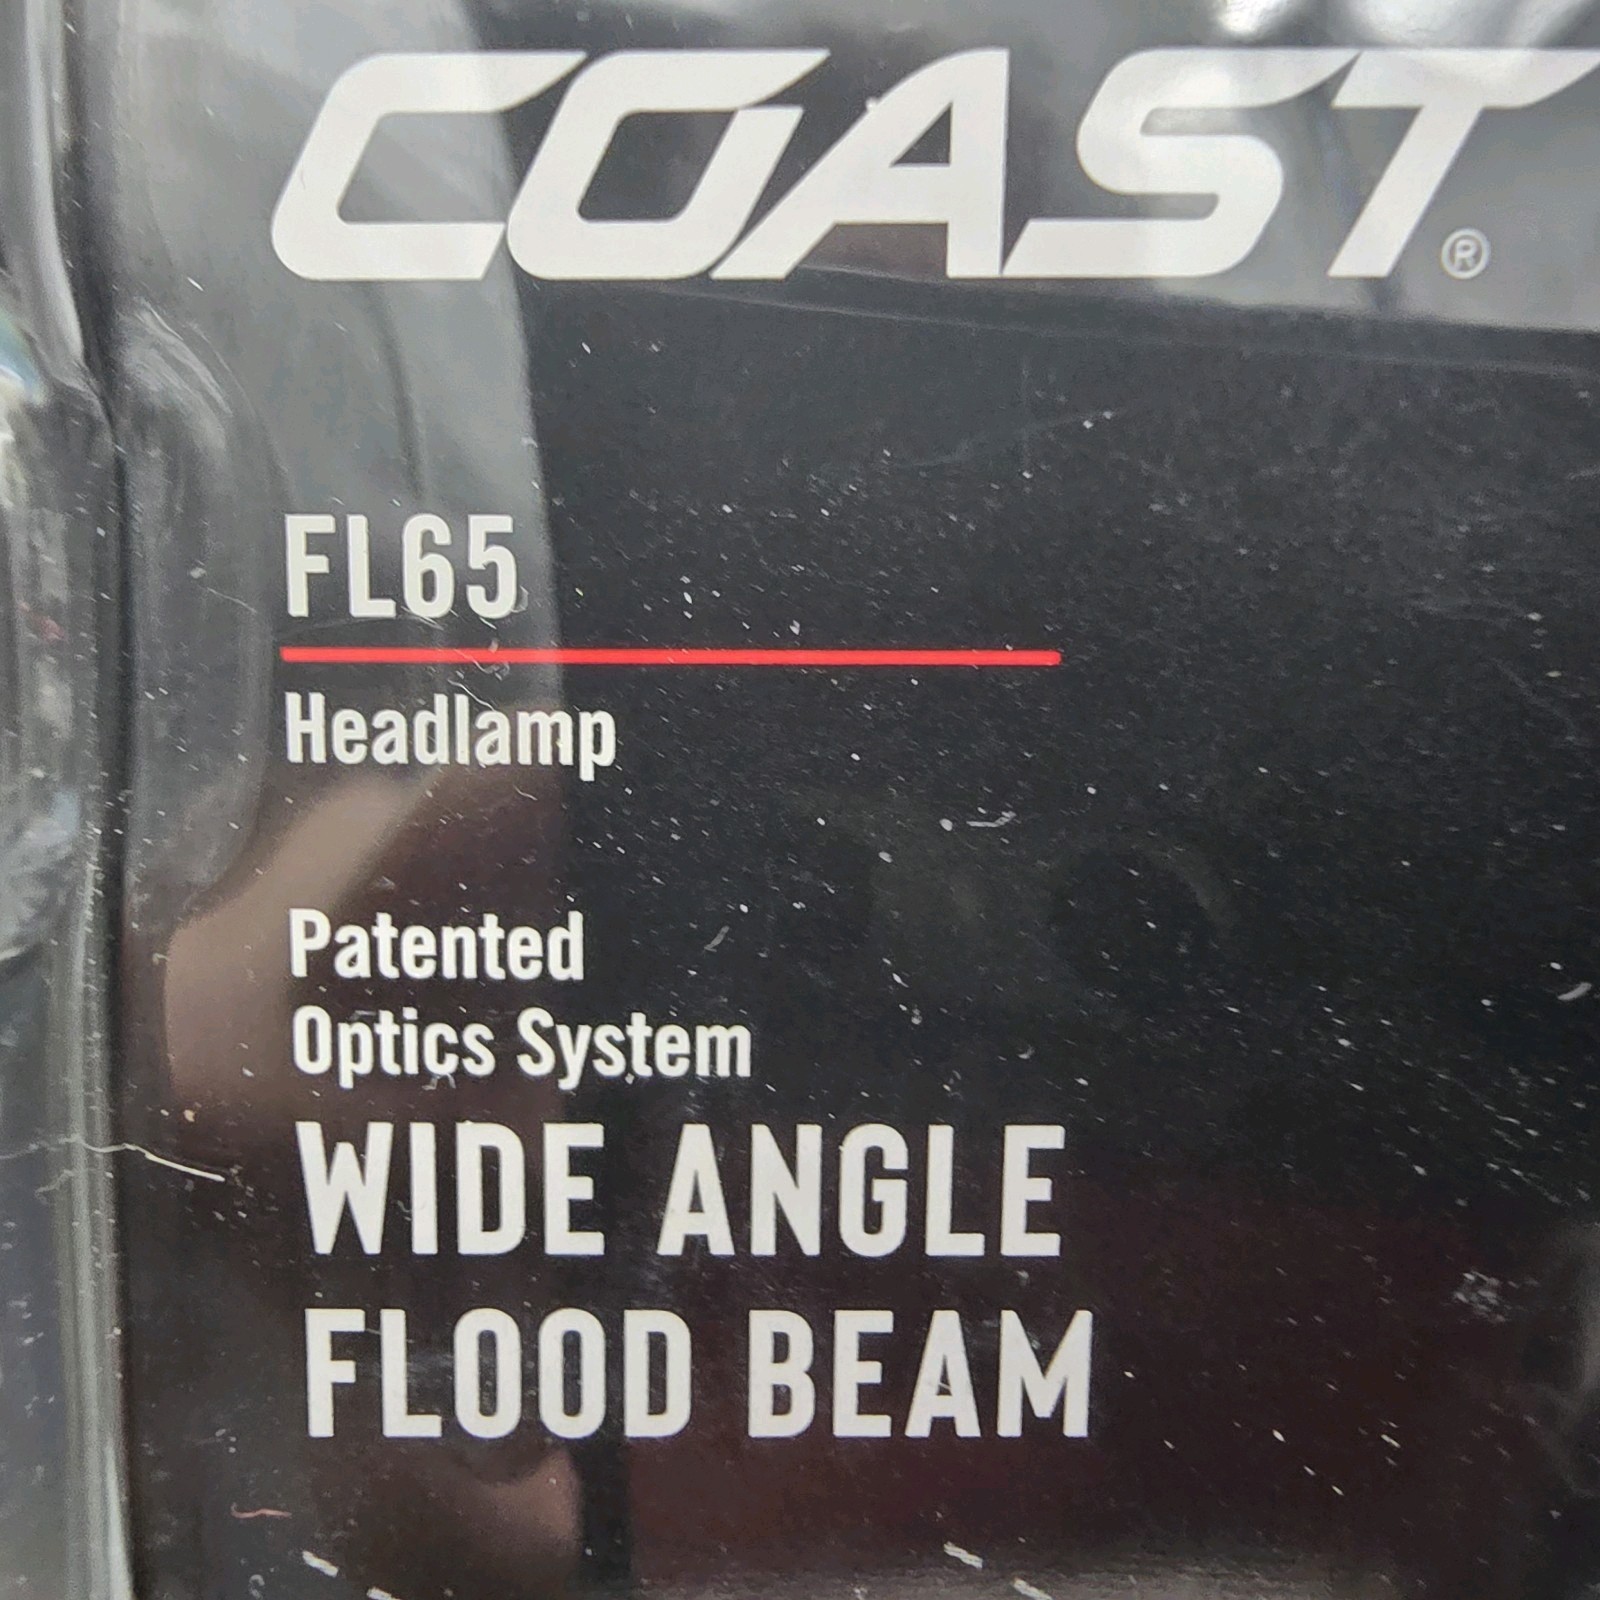 COAST®
FL65
Headlamp
Patented
Optics System
WIDE ANGLE
FLOOD BEAM